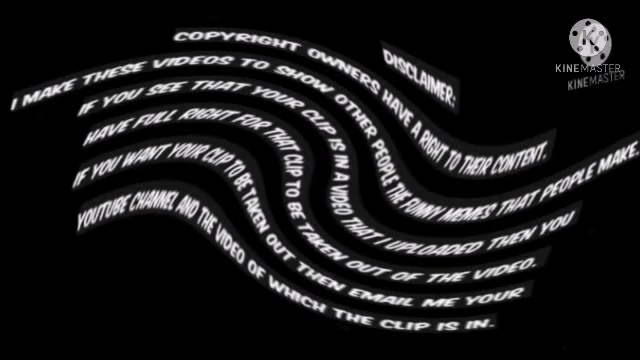 DISCLAIMER:
COPYRIGHT OWNERS HAVE A RIGHT TO THEIR CONTENT.
I MAKE THESE VIDEOS TO SHOW OTHER PEOPLE THE FUNNY MEMES THAT PEOPLE MAKE.
IF YOU SEE THAT YOUR CLIP IS IN A VIDEO THAT I UPLOADED THEN YOU
HAVE FULL RIGHT FOR THAT CLIP TO BE TAKEN OUT OF THE VIDEO.
IF YOU WANT YOUR CLIP TO BE TAKEN OUT THEN EMAIL ME YOUR
YOUTUBE CHANNEL AND THE VIDEO OF WHICH THE CLIP IS IN.
KINEMASTER
KINEMASTER